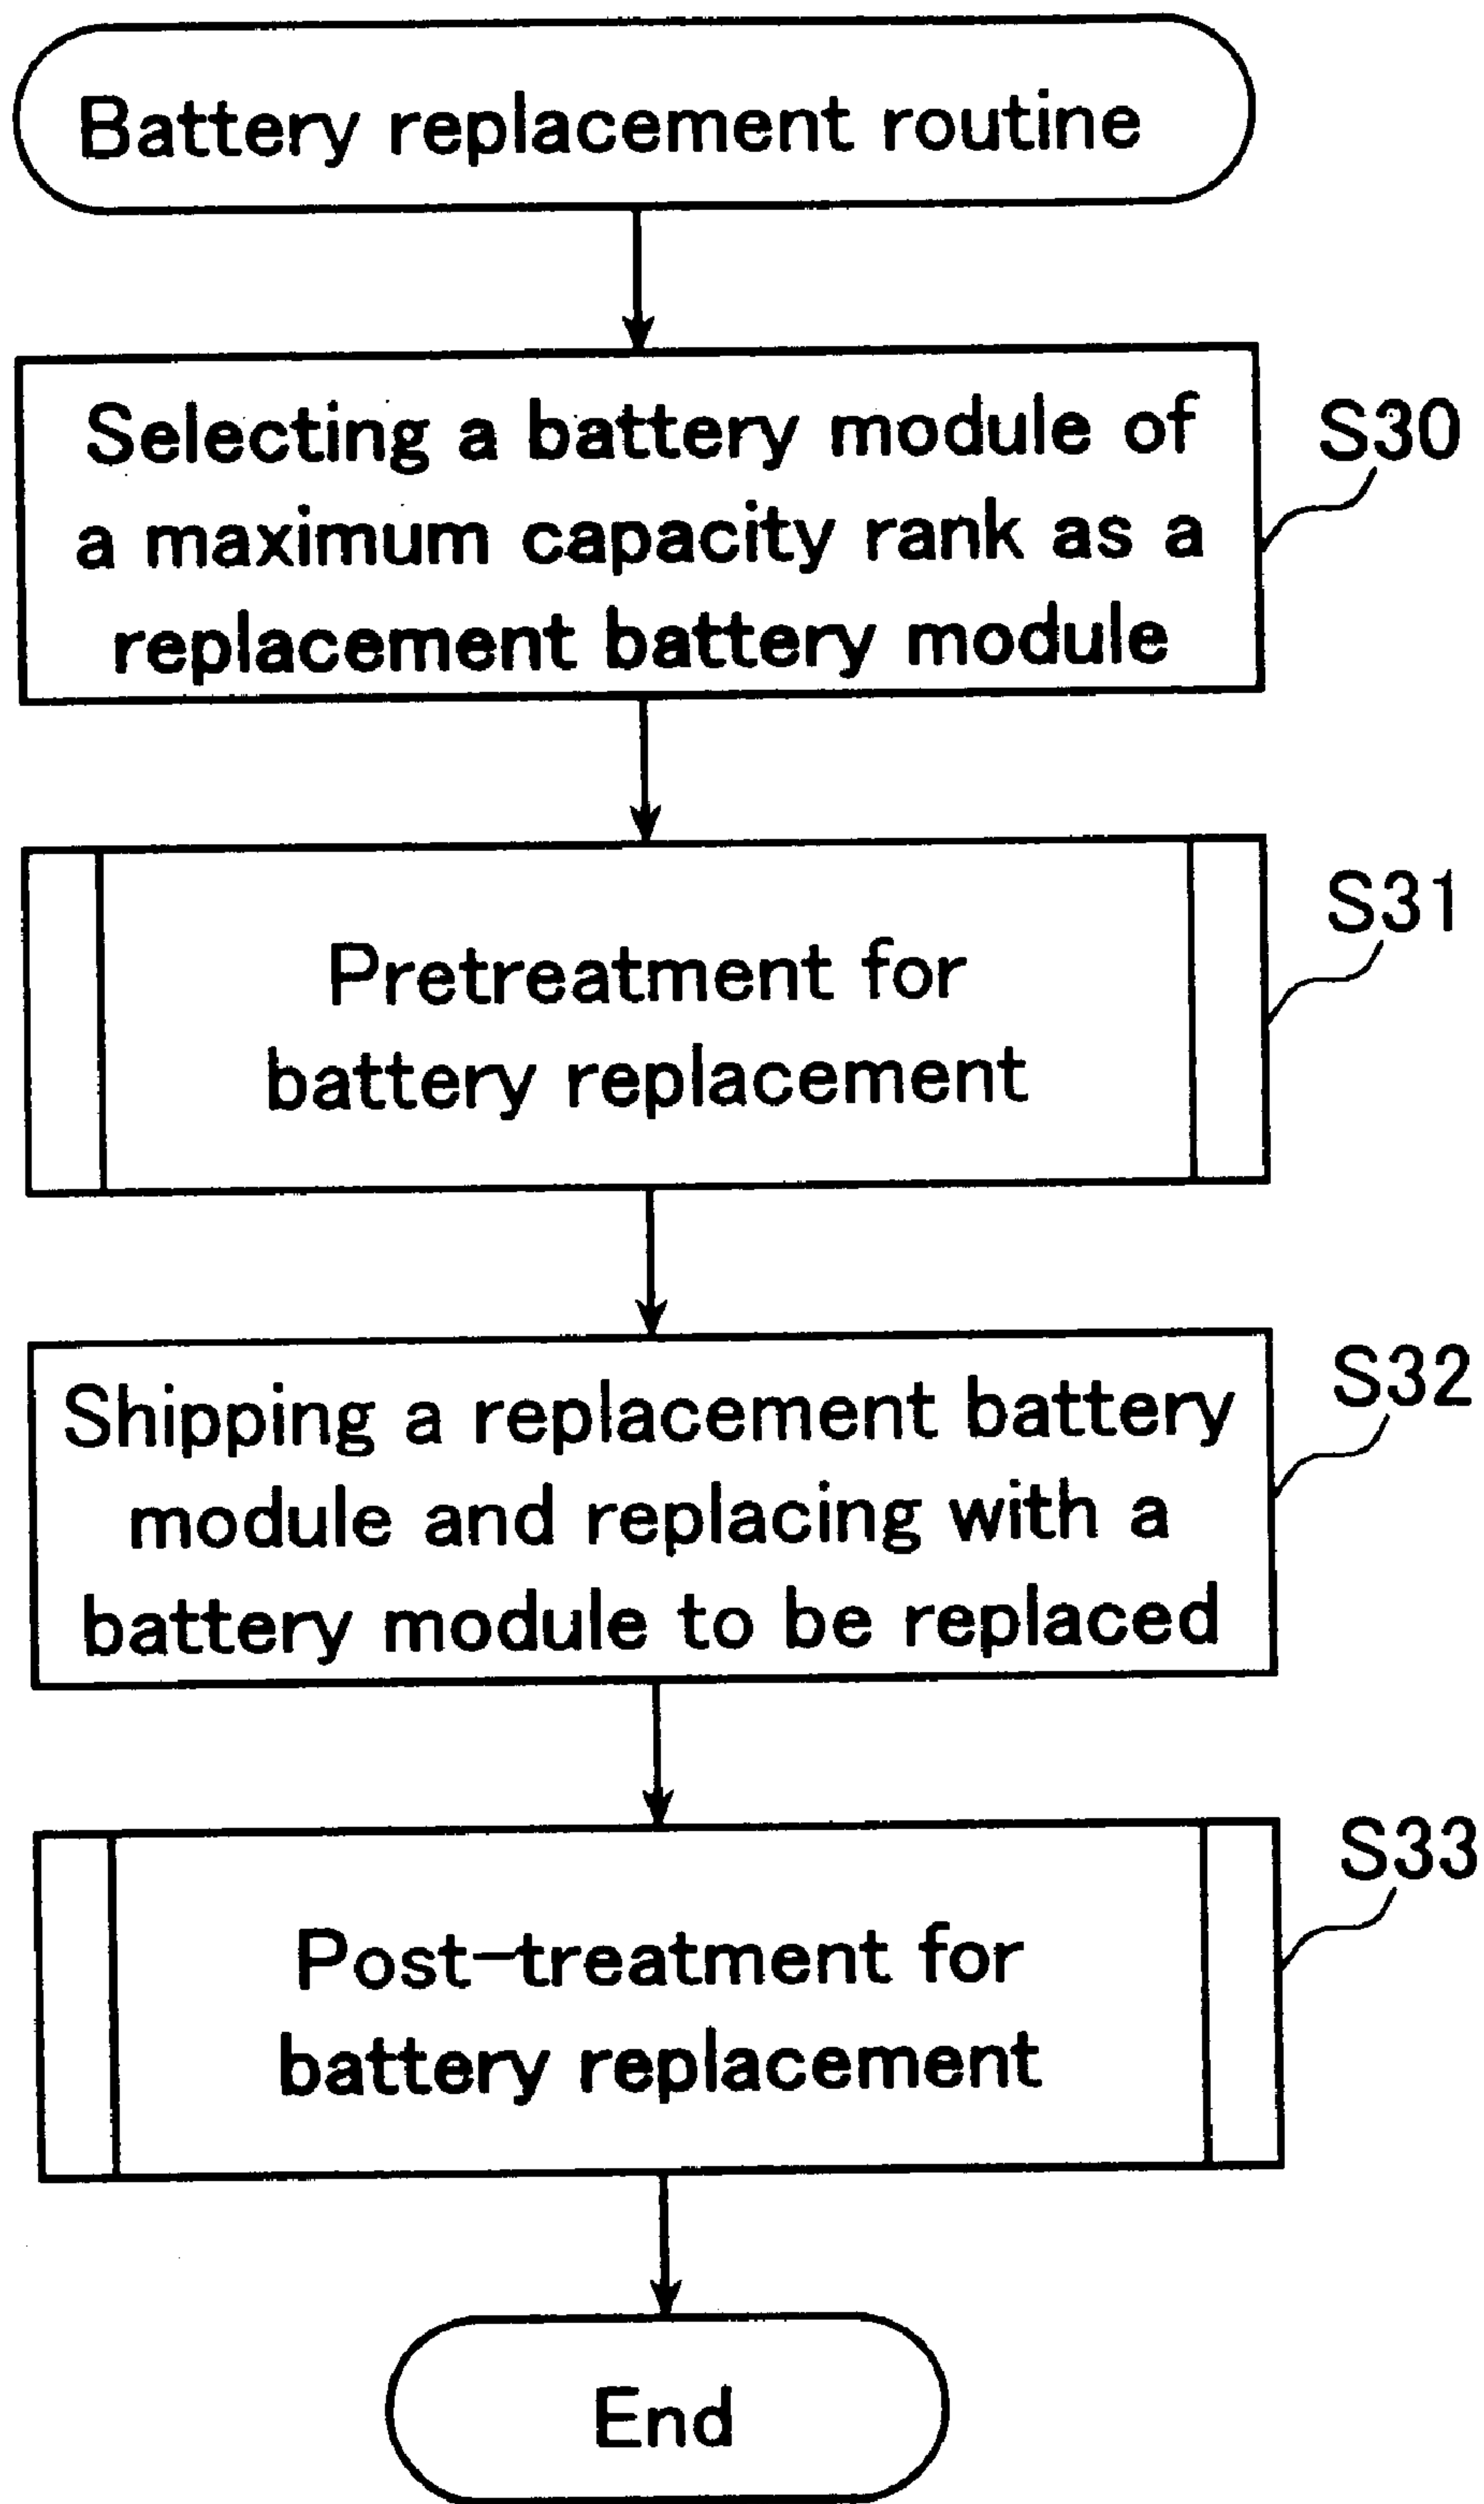 Battery replacement routine
Selecting a battery module of
a maximum capacity rank as a
replacement battery module
S30
Pretreatment for
battery replacement
S31
Shipping a replacement battery
module and replacing with a
battery module to be replaced
S32
Post-treatment for
battery replacement
S33
End